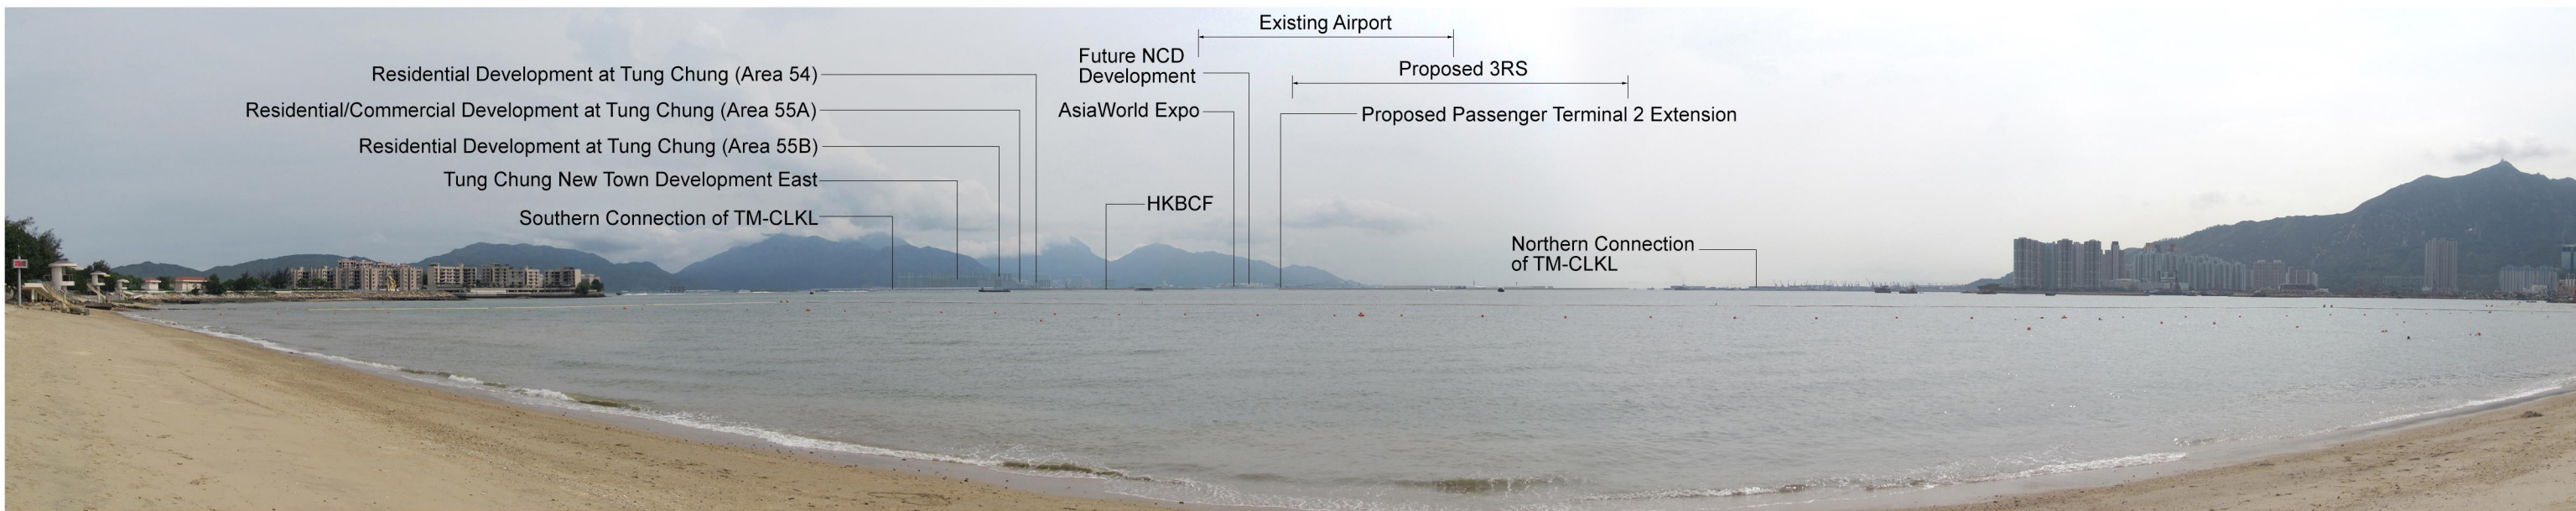 Existing Airport
Future NCD
Development
Residential Development at Tung Chung (Area 54)
Proposed 3RS
Residential/Commercial Development at Tung Chung (Area 55A)
AsiaWorld Expo
Proposed Passenger Terminal 2 Extension
Residential Development at Tung Chung (Area 55B)
Tung Chung New Town Development East
HKBCF
Southern Connection of TM-CLKL
Northern Connection
of TM-CLKL